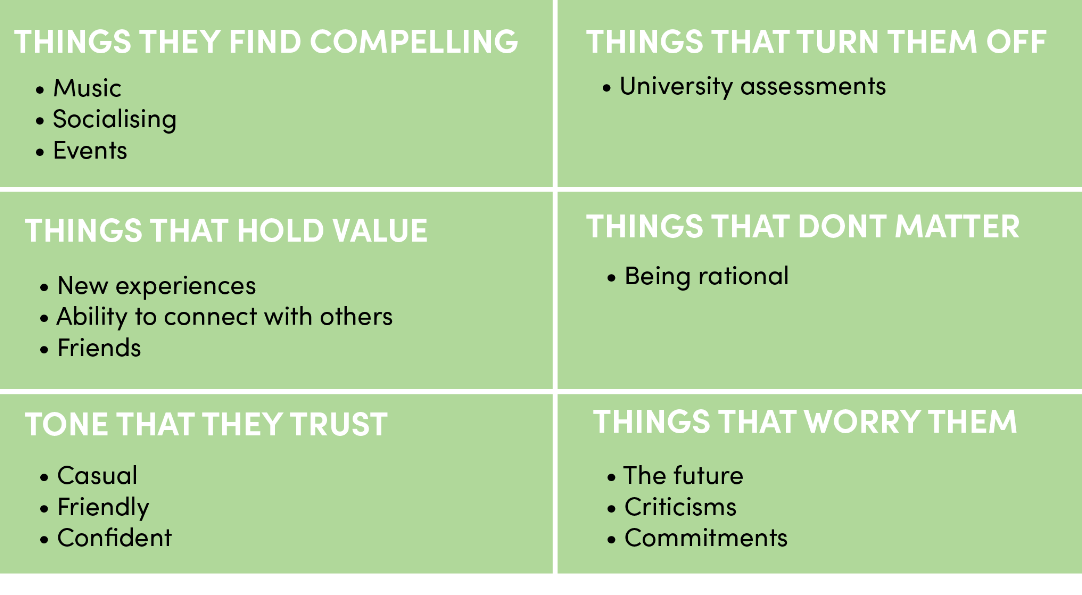 THINGS THEY FIND COMPELLING
• Music
• Socialising
• Events
THINGS THAT TURN THEM OFF
• University assessments
THINGS THAT HOLD VALUE
• New experiences
• Ability to connect with others
• Friends
THINGS THAT DONT MATTER
• Being rational
TONE THAT THEY TRUST
• Casual
• Friendly
• Confident
THINGS THAT WORRY THEM
• The future
• Criticisms
• Commitments